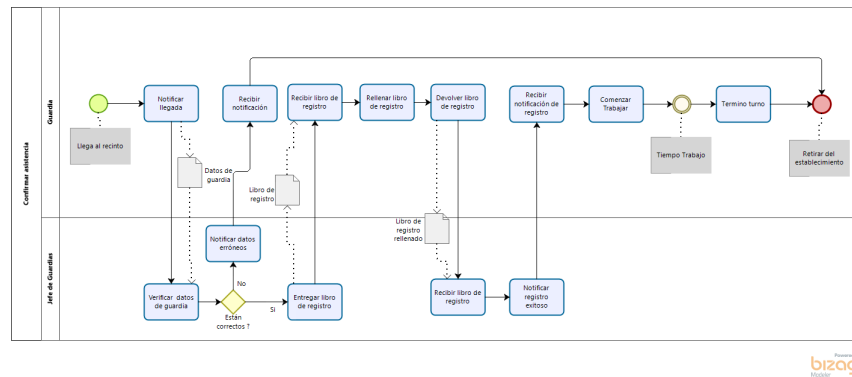 Confirmar asistencia
Guardia
Notificar
llegada
Recibir
notificación
Recibir libro de
registro
Rellenar libro
de registro
Devolver libro
de registro
Recibir
notificación de
registro
Comenzar
Trabajar
Termino turno
Llega al recinto
Datos de
guardia
Libro de
registro
Tiempo Trabajo
Retirar del
establecimiento
Libro de
registro
rellenado
Jefe de Guardias
Notificar datos
erróneos
No
Verificar datos
de guardia
Están
correctos ?
Si
Entregar libro
de registro
Recibir libro de
registro
Notificar
registro
exitoso
Powered
bizag
Modeler